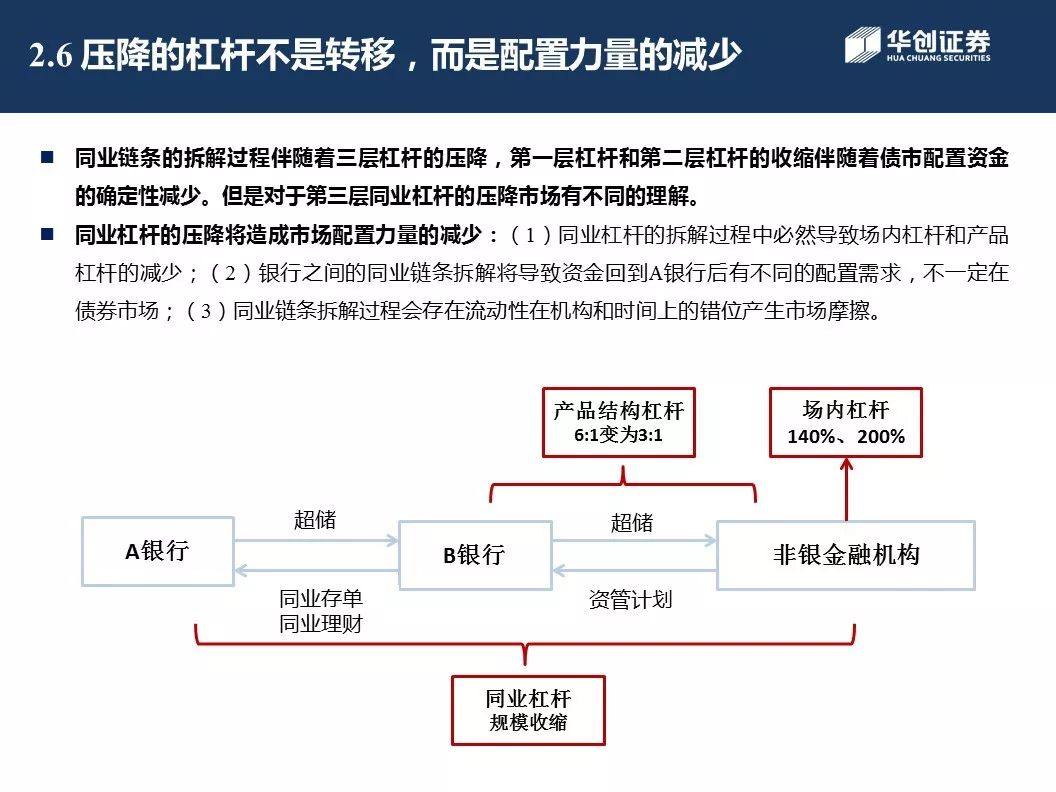 2.6 压降的杠杆不是转移，而是配置力量的减少
华创证券
HUA CHUANG SECURITIES
同业链条的拆解过程伴随着三层杠杆的压降，第一层杠杆和第二层杠杆的收缩伴随着债市配置资金
的确定性减少。但是对于第三层同业杠杆的压降市场有不同的理解。
同业杠杆的压降将造成市场配置力量的减少：（1）同业杠杆的拆解过程中必然导致场内杠杆和产品
杠杆的减少；（2）银行之间的同业链条拆解将导致资金回到A银行后有不同的配置需求，不一定在
债券市场；（3）同业链条拆解过程会存在流动性在机构和时间上的错位产生市场摩擦。
产品结构杠杆
6:1变为3:1
场内杠杆
140%、200%
超储
超储
A银行
B银行
非银金融机构
同业存单
同业理财
资管计划
同业杠杆
规模收缩